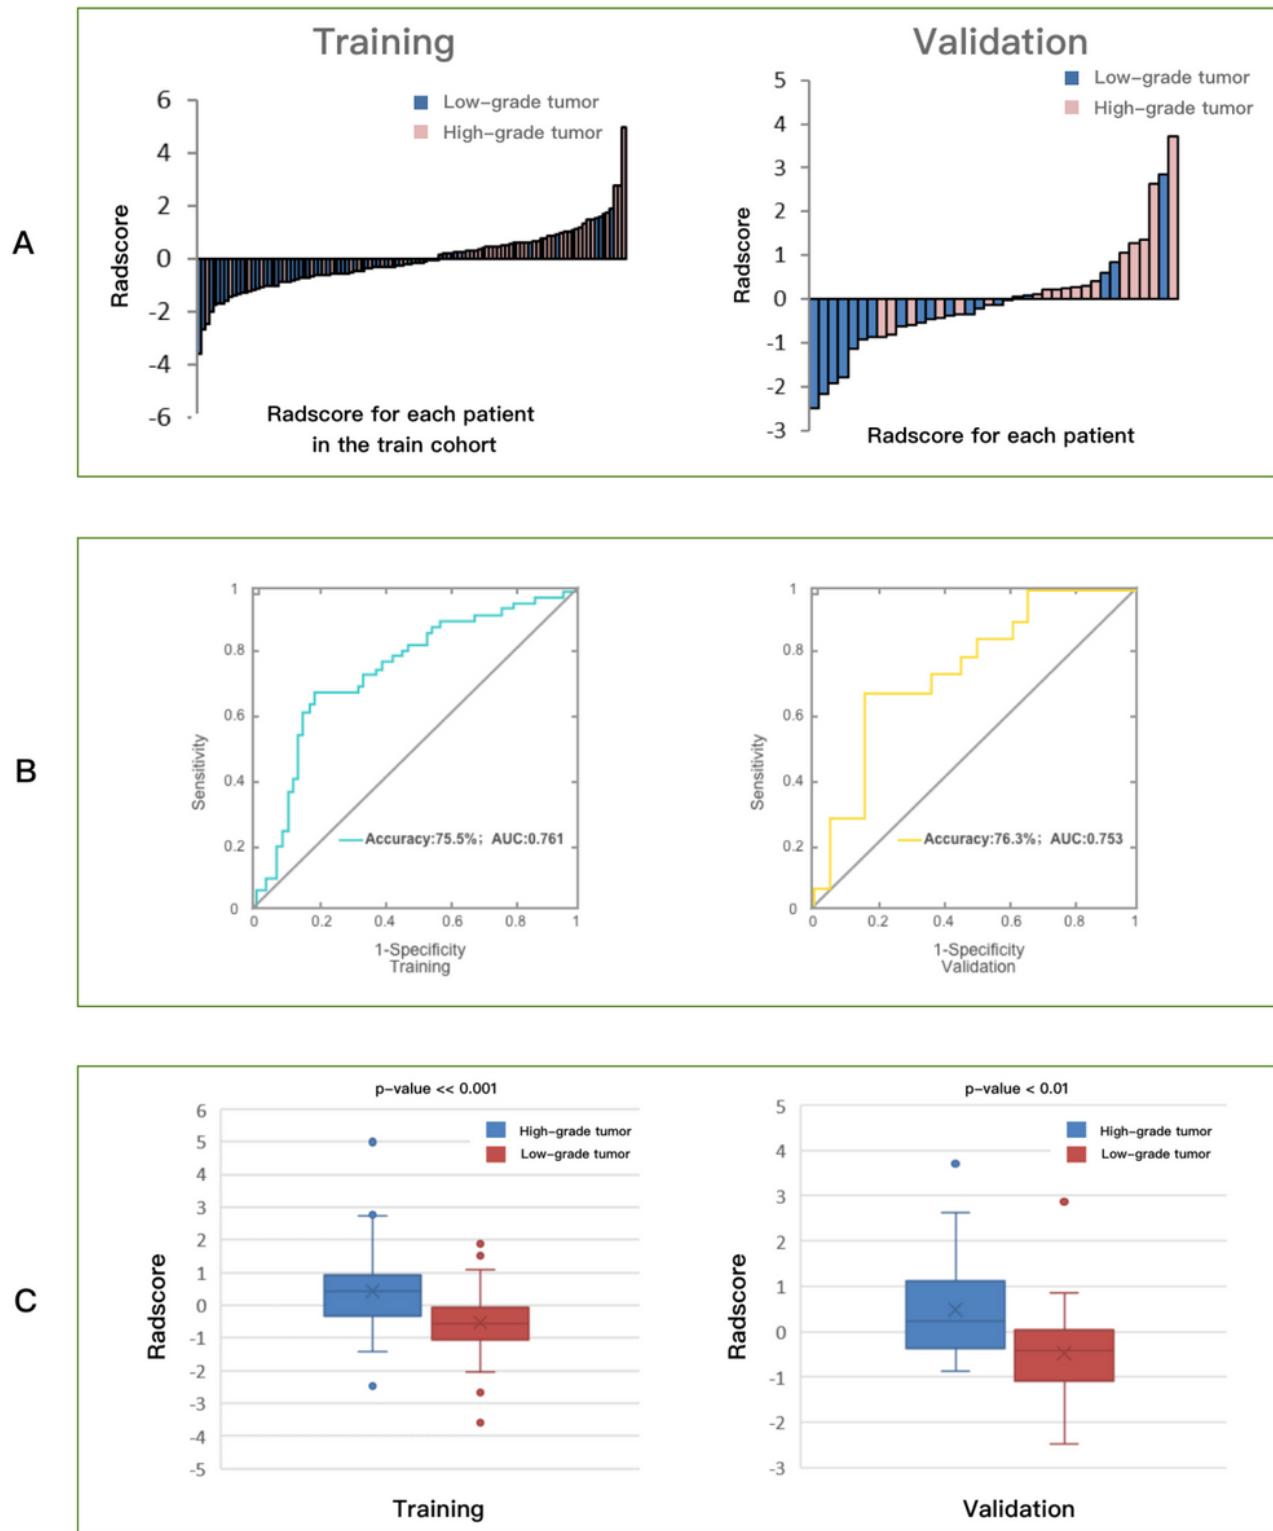 A
Training
Low-grade tumor
High-grade tumor
Radscore
6
4
2
0
-2
-4
-6
Radscore for each patient
in the train cohort
Validation
Low-grade tumor
High-grade tumor
Radscore
5
4
3
2
1
0
-1
-2
-3
Radscore for each patient
B
Sensitivity
1
0.8
0.6
0.4
0.2
0
Accuracy:75.5%; AUC:0.761
0 0.2 0.4 0.6 0.8 1
1-Specificity
Training
Sensitivity
1
0.8
0.6
0.4
0.2
0
Accuracy:76.3%; AUC:0.753
0 0.2 0.4 0.6 0.8 1
1-Specificity
Validation
C
p-value << 0.001
High-grade tumor
Low-grade tumor
Radscore
6
5
4
3
2
1
0
-1
-2
-3
-4
-5
Training
p-value < 0.01
High-grade tumor
Low-grade tumor
Radscore
5
4
3
2
1
0
-1
-2
-3
Validation